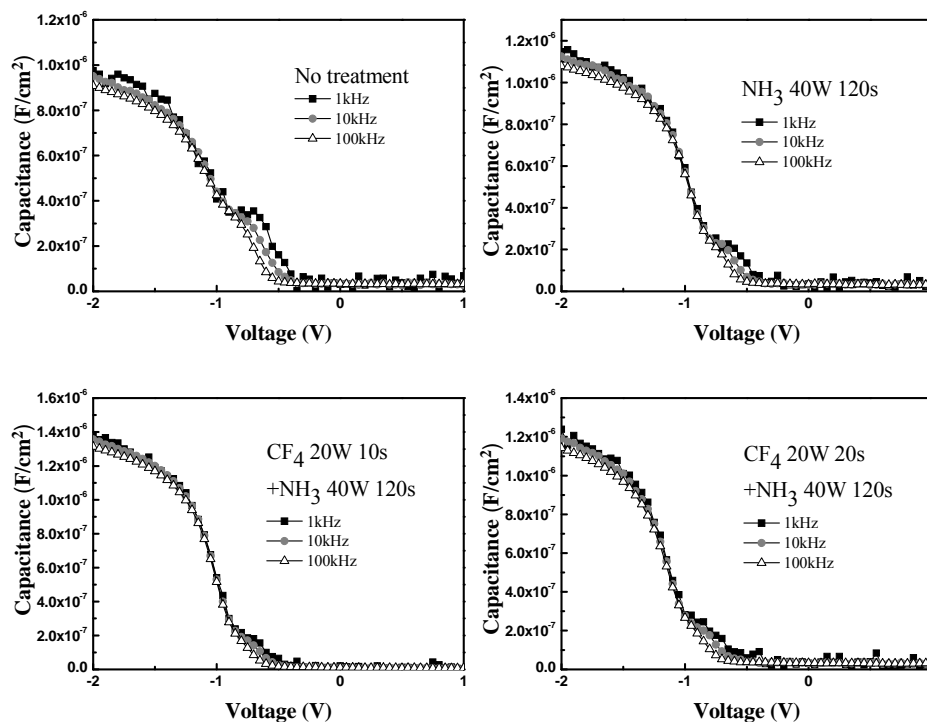 1.2x10-6
1.0x10-6
8.0x10-7
6.0x10-7
4.0x10-7
2.0x10-7
0.0
Capacitance (F/cm2)
No treatment
1kHz
10kHz
100kHz
-2
-1
0
1
Voltage (V)
1.2x10-6
1.0x10-6
8.0x10-7
6.0x10-7
4.0x10-7
2.0x10-7
0.0
Capacitance (F/cm2)
NH3 40W 120s
1kHz
10kHz
100kHz
-2
-1
0
Voltage (V)
1.6x10-6
1.4x10-6
1.2x10-6
1.0x10-6
8.0x10-7
6.0x10-7
4.0x10-7
2.0x10-7
0.0
Capacitance (F/cm2)
CF4 20W 10s
+NH3 40W 120s
1kHz
10kHz
100kHz
-2
-1
0
1
Voltage (V)
1.4x10-6
1.2x10-6
1.0x10-6
8.0x10-7
6.0x10-7
4.0x10-7
2.0x10-7
0.0
Capacitance (F/cm2)
CF4 20W 20s
+NH3 40W 120s
1kHz
10kHz
100kHz
-2
-1
0
Voltage (V)